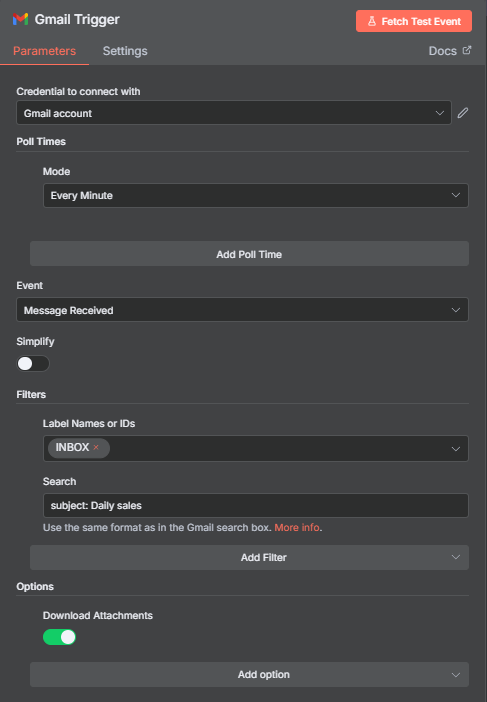 Gmail Trigger
Fetch Test Event
Parameters Settings Docs
Credential to connect with
Gmail account
Poll Times
Mode
Every Minute
Add Poll Time
Event
Message Received
Simplify
Filters
Label Names or IDs
INBOX ×
Search
subject: Daily sales
Use the same format as in the Gmail search box. More info.
Add Filter
Options
Download Attachments
Add option